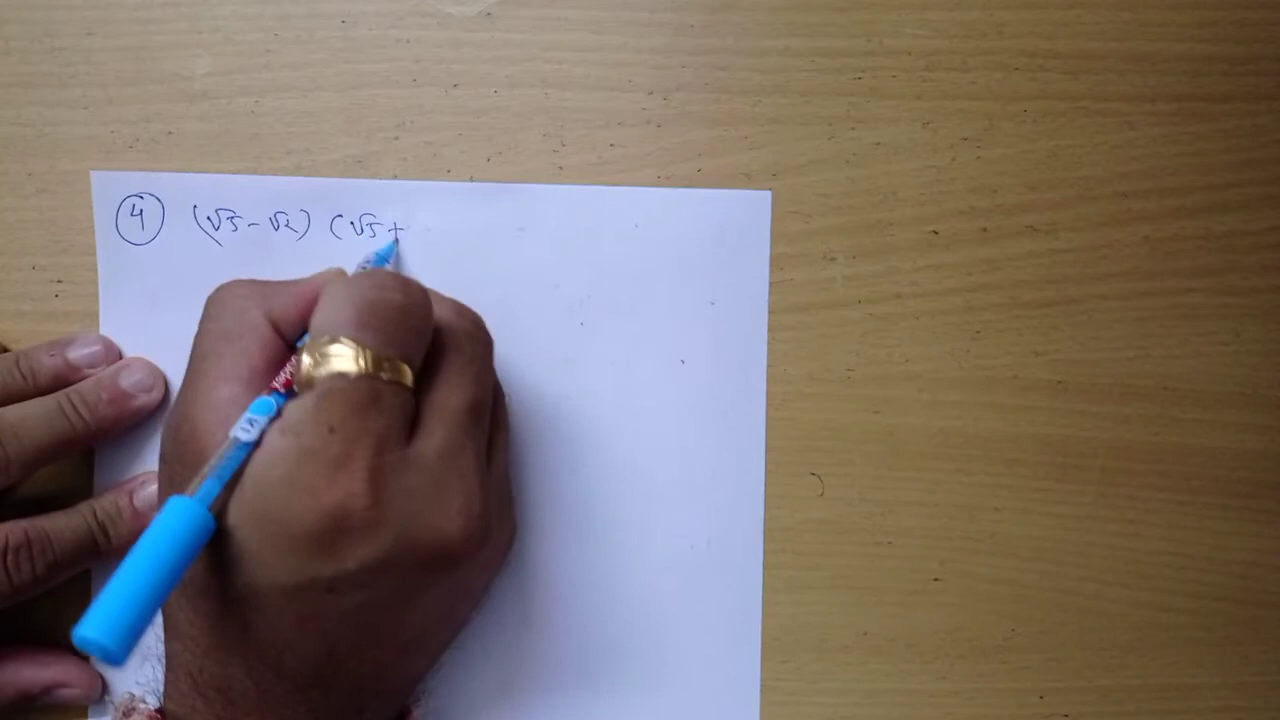 ④ (√5 - √2) (√5 +